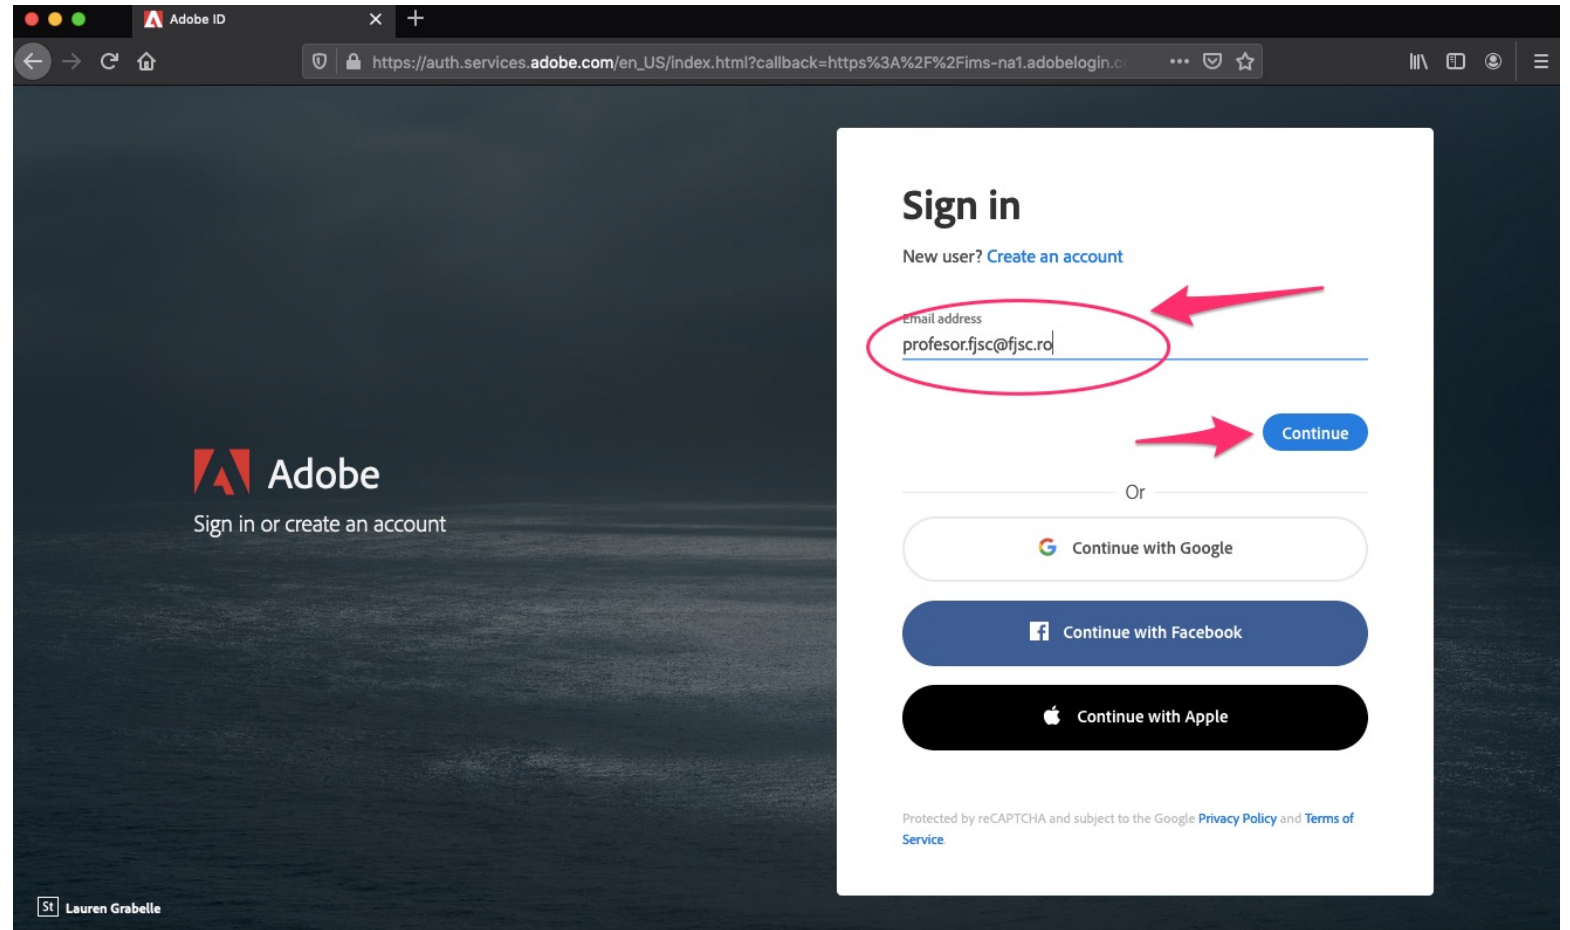 Adobe ID
https://auth.services.adobe.com/en_US/index.html?callback=https%3A%2F%2Fims-na1.adobelogin.c
Sign in
New user? Create an account
Email address
profesor.fjsc@fjsc.ro
Continue
Or
Continue with Google
Continue with Facebook
Continue with Apple
Protected by reCAPTCHA and subject to the Google Privacy Policy and Terms of
Service.
Adobe
Sign in or create an account
St Lauren Grabelle